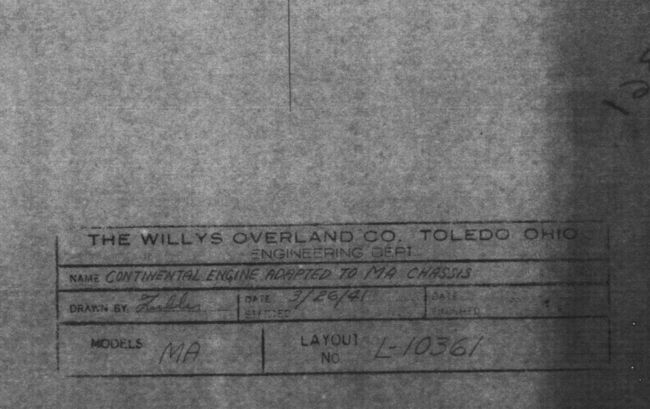 THE WILLYS OVERLAND CO. TOLEDO OHIO
ENGINEERING DEPT.
NAME CONTINENTAL ENGINE ADAPTED TO MA CHASSIS
DRAWN BY DATE STARTED 3/26/41 DATE FINISHED
MODELS MA LAYOUT NO L-10361